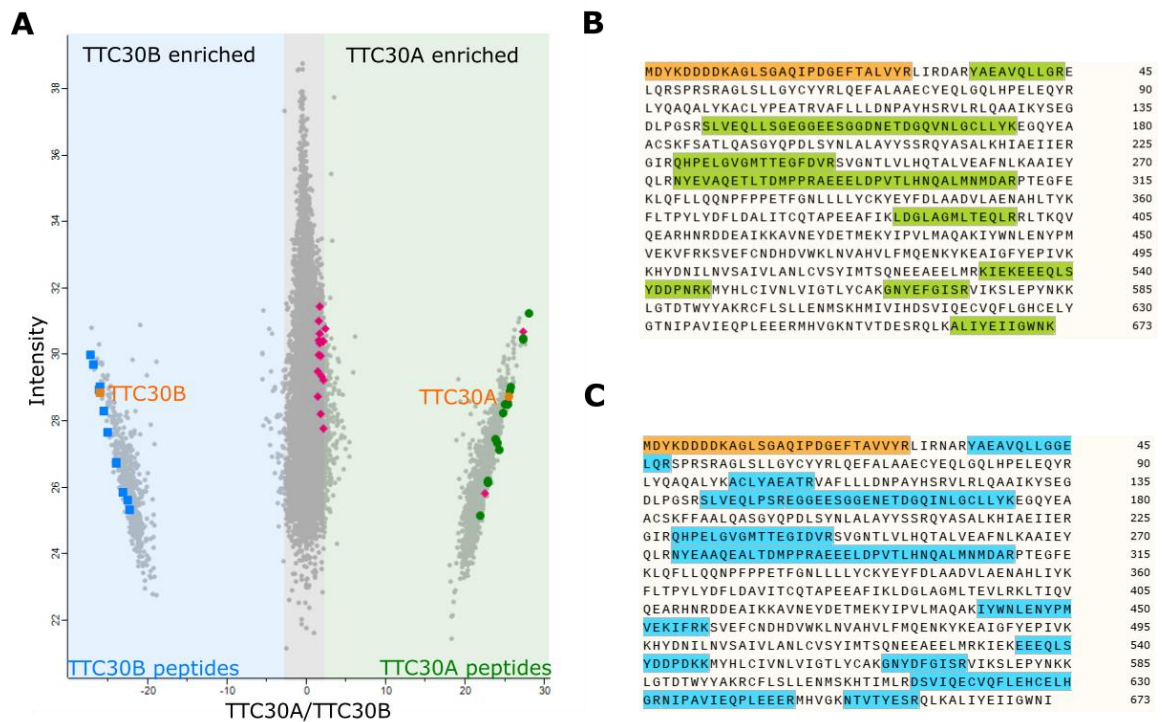 A
TTC30B enriched
TTC30A enriched
38
36
34
32
30
28
26
24
22
Intensity
TTC30B
TTC30A
TTC30B peptides
TTC30A peptides
-20 -10 0 10 20 30
TTC30A/TTC30B
B
MDYKDDDDKAGLSGAQIPDGEFTALVYRLIRDARYAEAVQLLGRE 45
LQRSPRSRAGLSLLGYCYYRLQEFALAAECYEQLGQLHPELEQYR 90
LYQAQALYKACLYPEATRVAFLLLDNPAYHSRVLRLQAAIKYSEG 135
DLPGSRSLVEQLLSGEGGEESGGDNETDGQVNLGCLLYKEGQYEA 180
ACSKFSATLQASGYQPDLSYNLALAYYSSRQYASALKHIAEIIER 225
GIRQHPELGVGMTTEGFDVRSVGNTLVLHQTALVEAFNLKAAIEY 270
QLRNYEVAQETLTDMPPRAEEELDPVTLHNQALMNMDARPTEGFE 315
KLQFLLQQNPFPPETFGNLLLLYCKYEYFDLAADVLAENAHLTYK 360
FLTPYLYDFLDALITCQTAPEEAFIKLDGLAGMLTEQLRRLTKQV 405
QEARHNRDDEAIKKAVNEYDETMEKYIPVLMAQAKIYWNLENYPM 450
VEKVFRKSVEFCNDHDVWKLNVAHVLFMQENKYKEAIGFYEPIVK 495
KHYDNILNVSAIVLANLCVSYIMTSQNEEAEELMRKIEKEEEQLS 540
YDDPNRKMYHLCIVNLVIGTLYCAKGNYEFGISRVIKSLEPYNKK 585
LGTDTWYYAKRCFLSLLENMSKHMIVIHDSVIQECVQFLGHCELY 630
GTNIPAVIEQPLEEERMHVGKNTVTDESRQLKALIYEIIGWNK 673
C
MDYKDDDDKAGLSGAQIPDGEFTAVVYRLIRNARYAEAVQLLGGE 45
LQRSPRSRAGLSLLGYCYYRLQEFALAAECYEQLGQLHPELEQYR 90
LYQAQALYKACLYAEATRVAFLLLDNPAYHSRVLRLQAAIKYSEG 135
DLPGSRSLVEQLPSREGGEESGGENETDGQINLGCLLYKEGQYEA 180
ACSKFFAALQASGYQPDLSYNLALAYYSSRQYASALKHIAEIIER 225
GIRQHPELGVGMTTEGIDVRSVGNTLVLHQTALVEAFNLKAAIEY 270
QLRNYEAAQEALTDMPPRAEEELDPVTLHNQALMNMDARPTEGFE 315
KLQFLLQQNPFPPETFGNLLLLYCKYEYFDLAADVLAENAHLIYK 360
FLTPYLYDFLDAVITCQTAPEEAFIKLDGLAGMLTEVLRKLTIQV 405
QEARHNRDDEAIKKAVNEYDETMEKYIPVLMAQAKIYWNLENYPM 450
VEKIFRKSVEFCNDHDVWKLNVAHVLFMQENKYKEAIGFYEPIVK 495
KHYDNILNVSAIVLANLCVSYIMTSQNEEAEELMRKIEKEEEQLS 540
YDDPDKKMYHLCIVNLVIGTLYCAKGNYDFGISRVIKSLEPYNKK 585
LGTDTWYYAKRCFLSLLENMSKHTIMLRDSVIQECVQFLEHCELH 630
GRNIPAVIEQPLEEERMHVGKNTVTYESRQLKALIYEIIGWNI 673